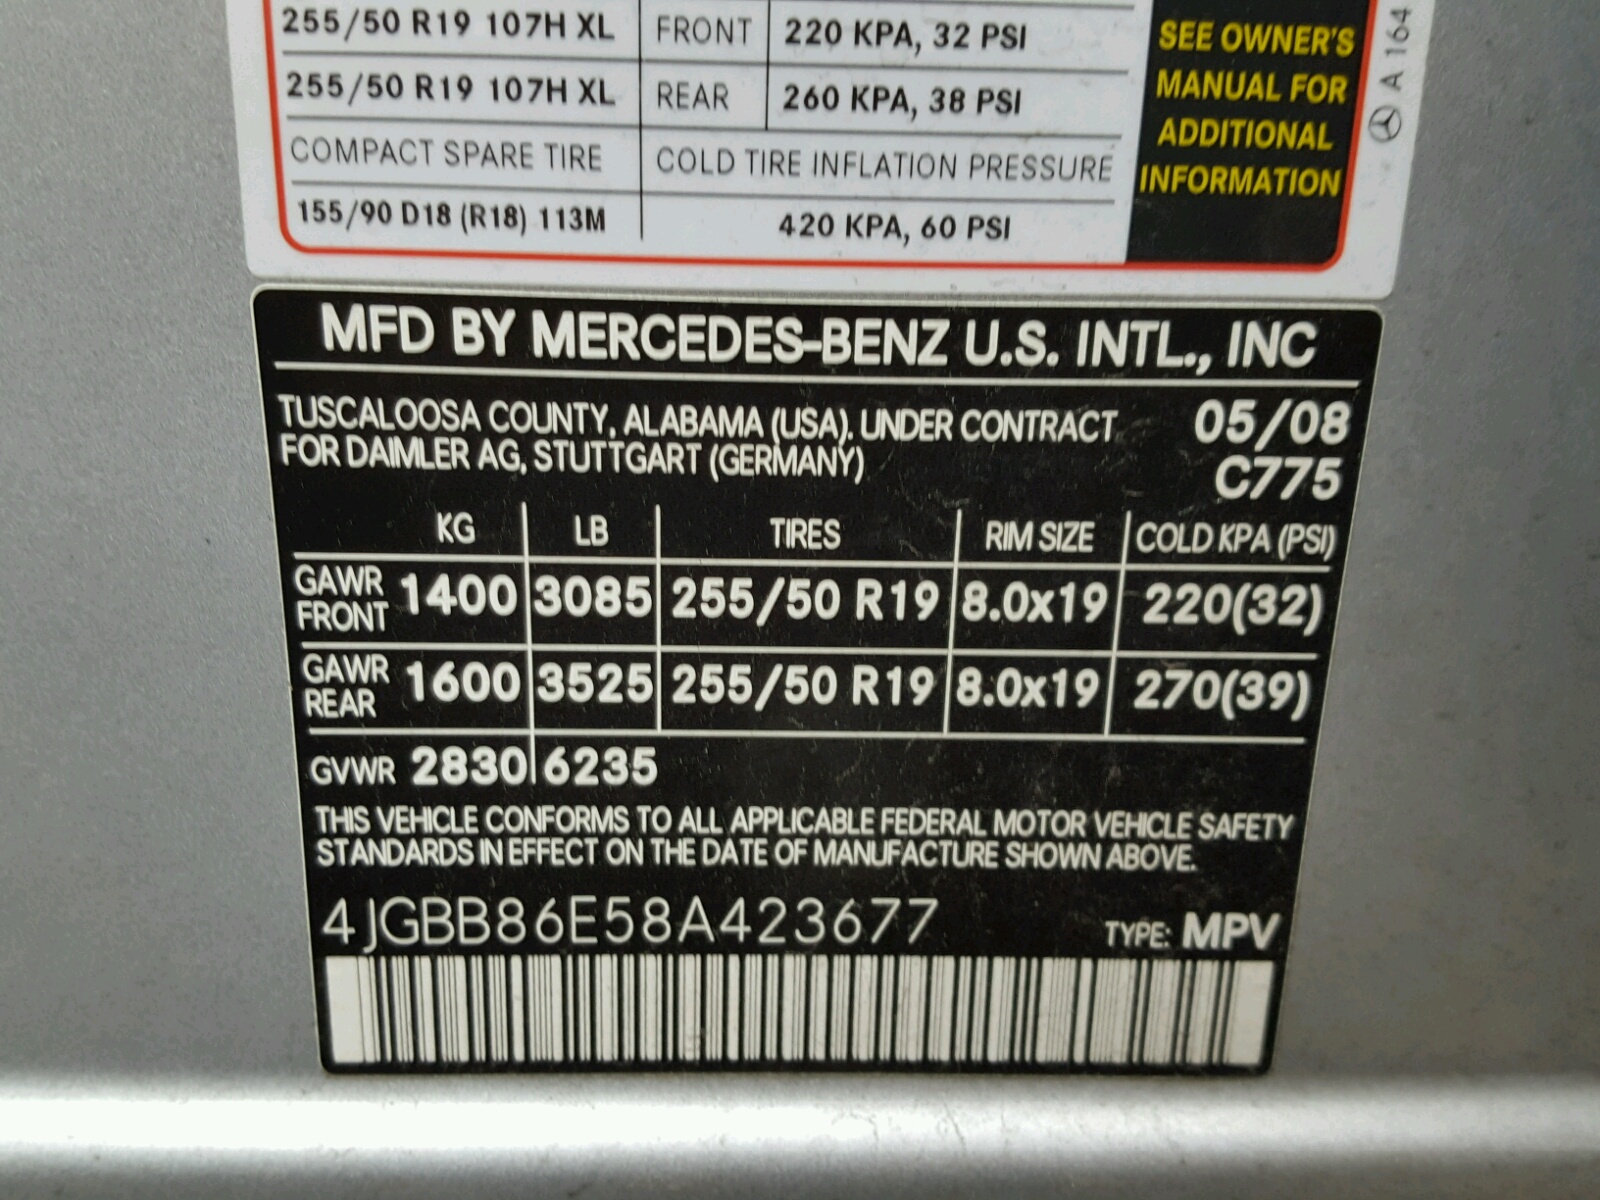 255/50 R19 107H XL FRONT 220 KPA, 32 PSI
255/50 R19 107H XL REAR 260 KPA, 38 PSI
COMPACT SPARE TIRE COLD TIRE INFLATION PRESSURE
155/90 D18 (R18) 113M 420 KPA, 60 PSI
SEE OWNER'S
MANUAL FOR
ADDITIONAL
INFORMATION
A 164
MFD BY MERCEDES-BENZ U.S. INTL., INC
TUSCALOOSA COUNTY, ALABAMA (USA). UNDER CONTRACT 05/08
FOR DAIMLER AG, STUTTGART (GERMANY) C775
KG LB TIRES RIM SIZE COLD KPA (PSI)
GAWR FRONT 1400 3085 255/50 R19 8.0x19 220(32)
GAWR REAR 1600 3525 255/50 R19 8.0x19 270(39)
GVWR 2830 6235
THIS VEHICLE CONFORMS TO ALL APPLICABLE FEDERAL MOTOR VEHICLE SAFETY
STANDARDS IN EFFECT ON THE DATE OF MANUFACTURE SHOWN ABOVE.
4JGBB86E58A423677 TYPE: MPV